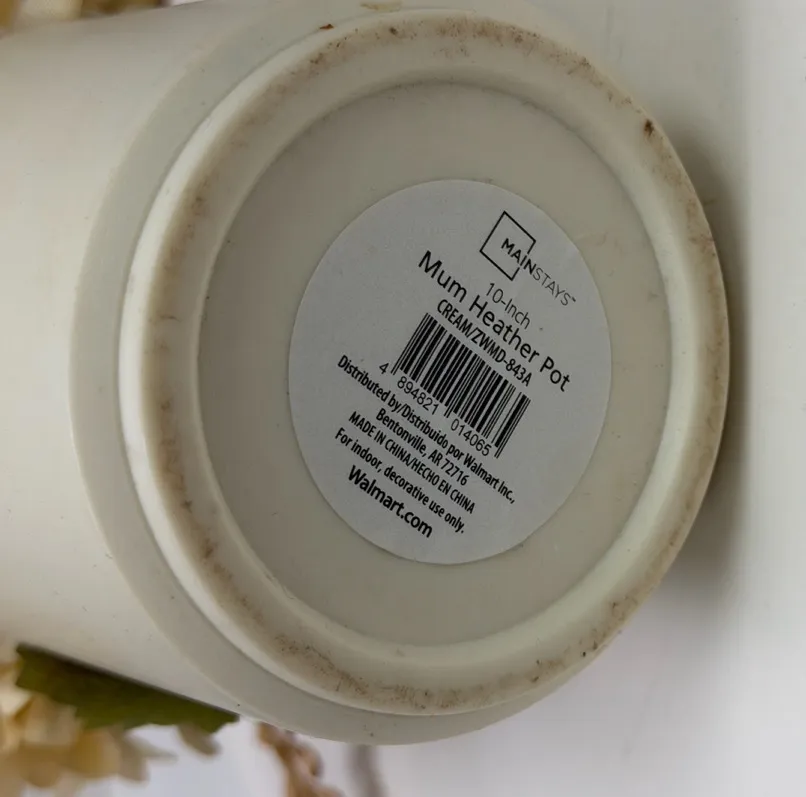 MAINSTAYS™
10-Inch
Mum Heather Pot
CREAM/ZWMD-843A
4 894821 014065
Distributed by/Distribuido por Walmart Inc.,
Bentonville, AR 72716
MADE IN CHINA/HECHO EN CHINA
For indoor, decorative use only.
Walmart.com